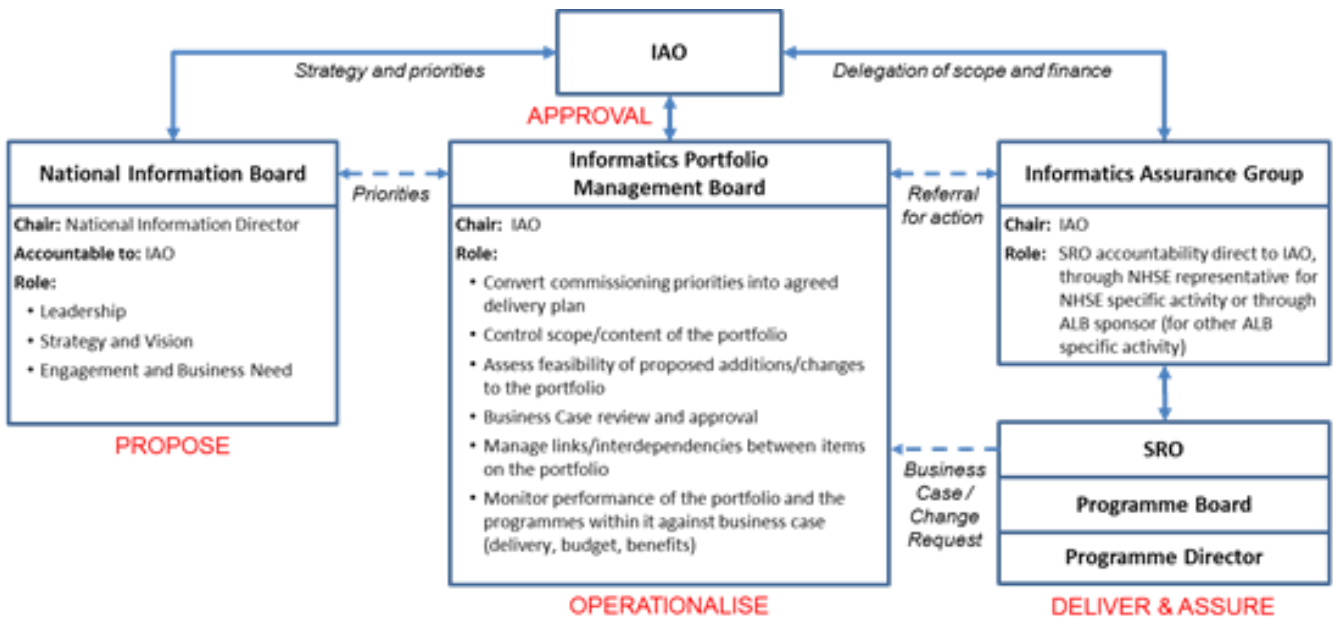 IAO
Strategy and priorities
Delegation of scope and finance
APPROVAL
National Information Board
Chair: National Information Director
Accountable to: IAO
Role:
• Leadership
• Strategy and Vision
• Engagement and Business Need
PROPOSE
Priorities
Informatics Portfolio
Management Board
Chair: IAO
Role:
• Convert commissioning priorities into agreed
delivery plan
• Control scope/content of the portfolio
• Assess feasibility of proposed additions/changes
to the portfolio
• Business Case review and approval
• Manage links/interdependencies between items
on the portfolio
• Monitor performance of the portfolio and the
programmes within it against business case
(delivery, budget, benefits)
OPERATIONALISE
Referral
for action
Informatics Assurance Group
Chair: IAO
Role: SRO accountability direct to IAO,
through NHSE representative for
NHSE specific activity or through
ALB sponsor (for other ALB
specific activity)
Business
Case /
Change
Request
SRO
Programme Board
Programme Director
DELIVER & ASSURE